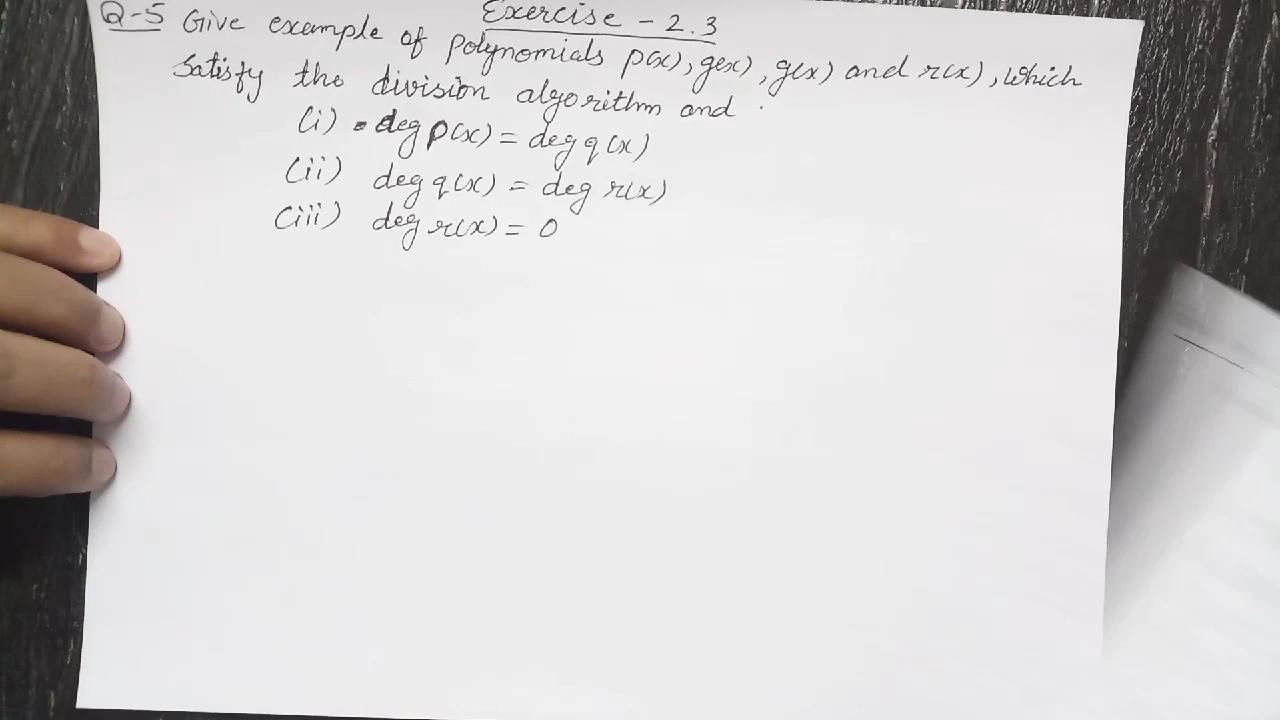 Exercise - 2.3
Q-5 Give example of polynomials p(x), g(x), g(x) and r(x), which
satisfy the division algorithm and
(i) deg p(x) = deg q(x)
(ii) deg q(x) = deg r(x)
(iii) deg r(x) = 0